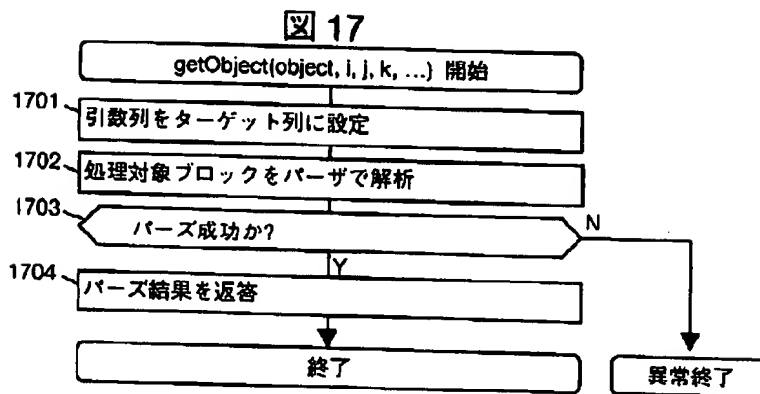 図 17
getObject(object, i, j, k, ...) 開始
1701
引数列をターゲット列に設定
1702
処理対象ブロックをパーザで解析
1703
パーズ成功か?
N
Y
1704
パーズ結果を返答
終了
異常終了